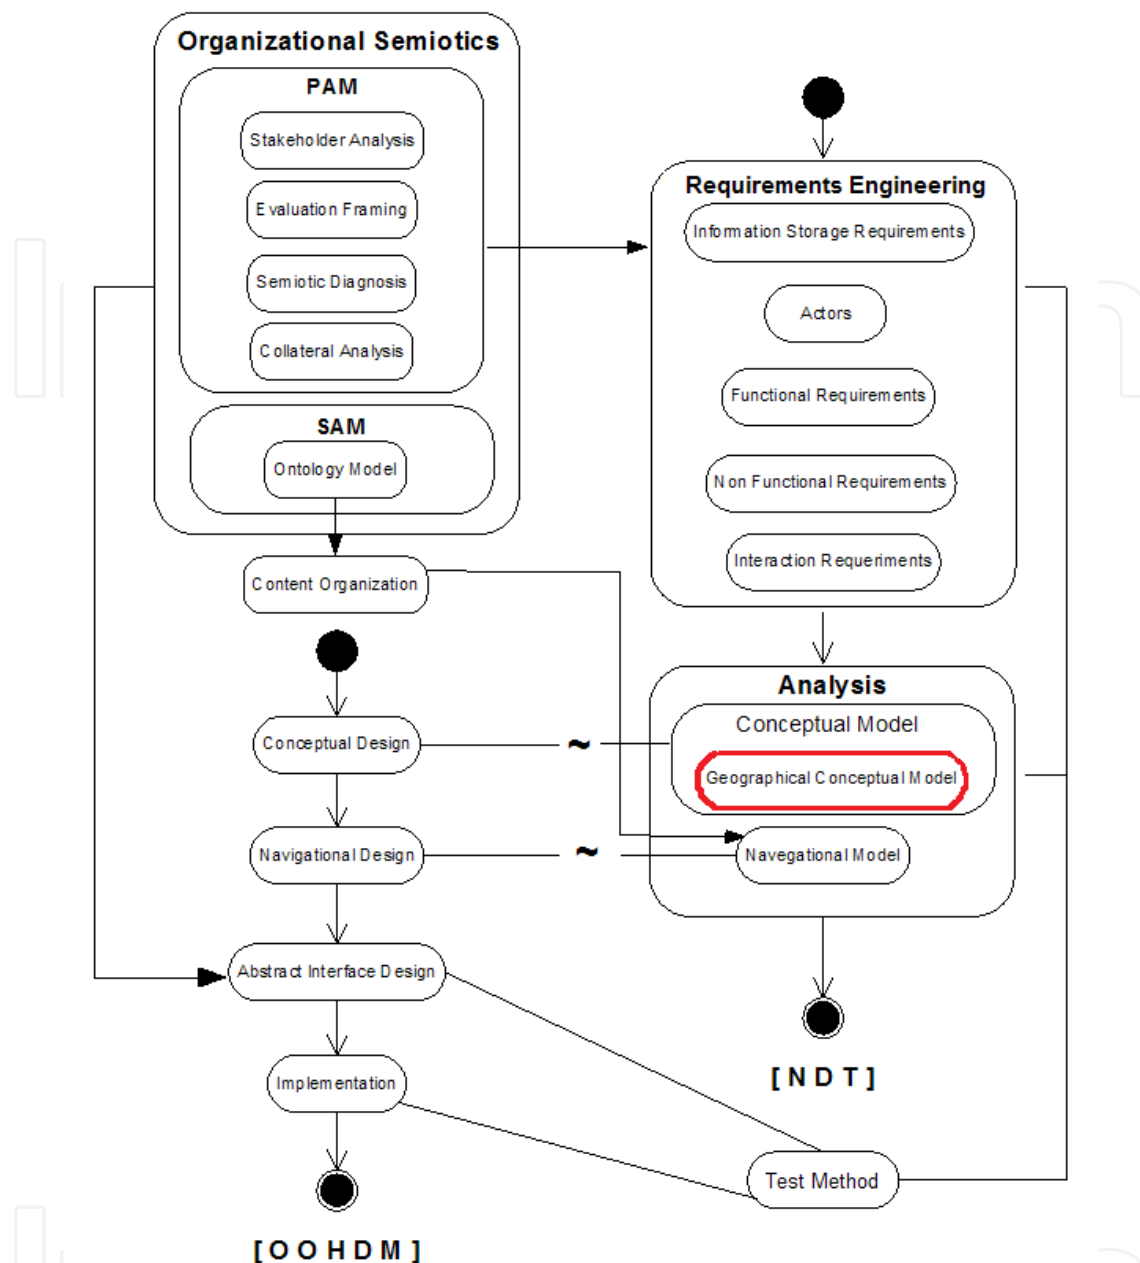 Organizational Semiotics
PAM
Stakeholder Analysis
Evaluation Framing
Semiotic Diagnosis
Collateral Analysis
SAM
Ontology Model
Content Organization
Conceptual Design
~
Navigational Design
~
Abstract Interface Design
Implementation
[ O O H D M ]
Requirements Engineering
Information Storage Requirements
Actors
Functional Requirements
Non Functional Requirements
Interaction Requeriments
Analysis
Conceptual Model
Geographical Conceptual Model
Navegational Model
[ N D T ]
Test Method